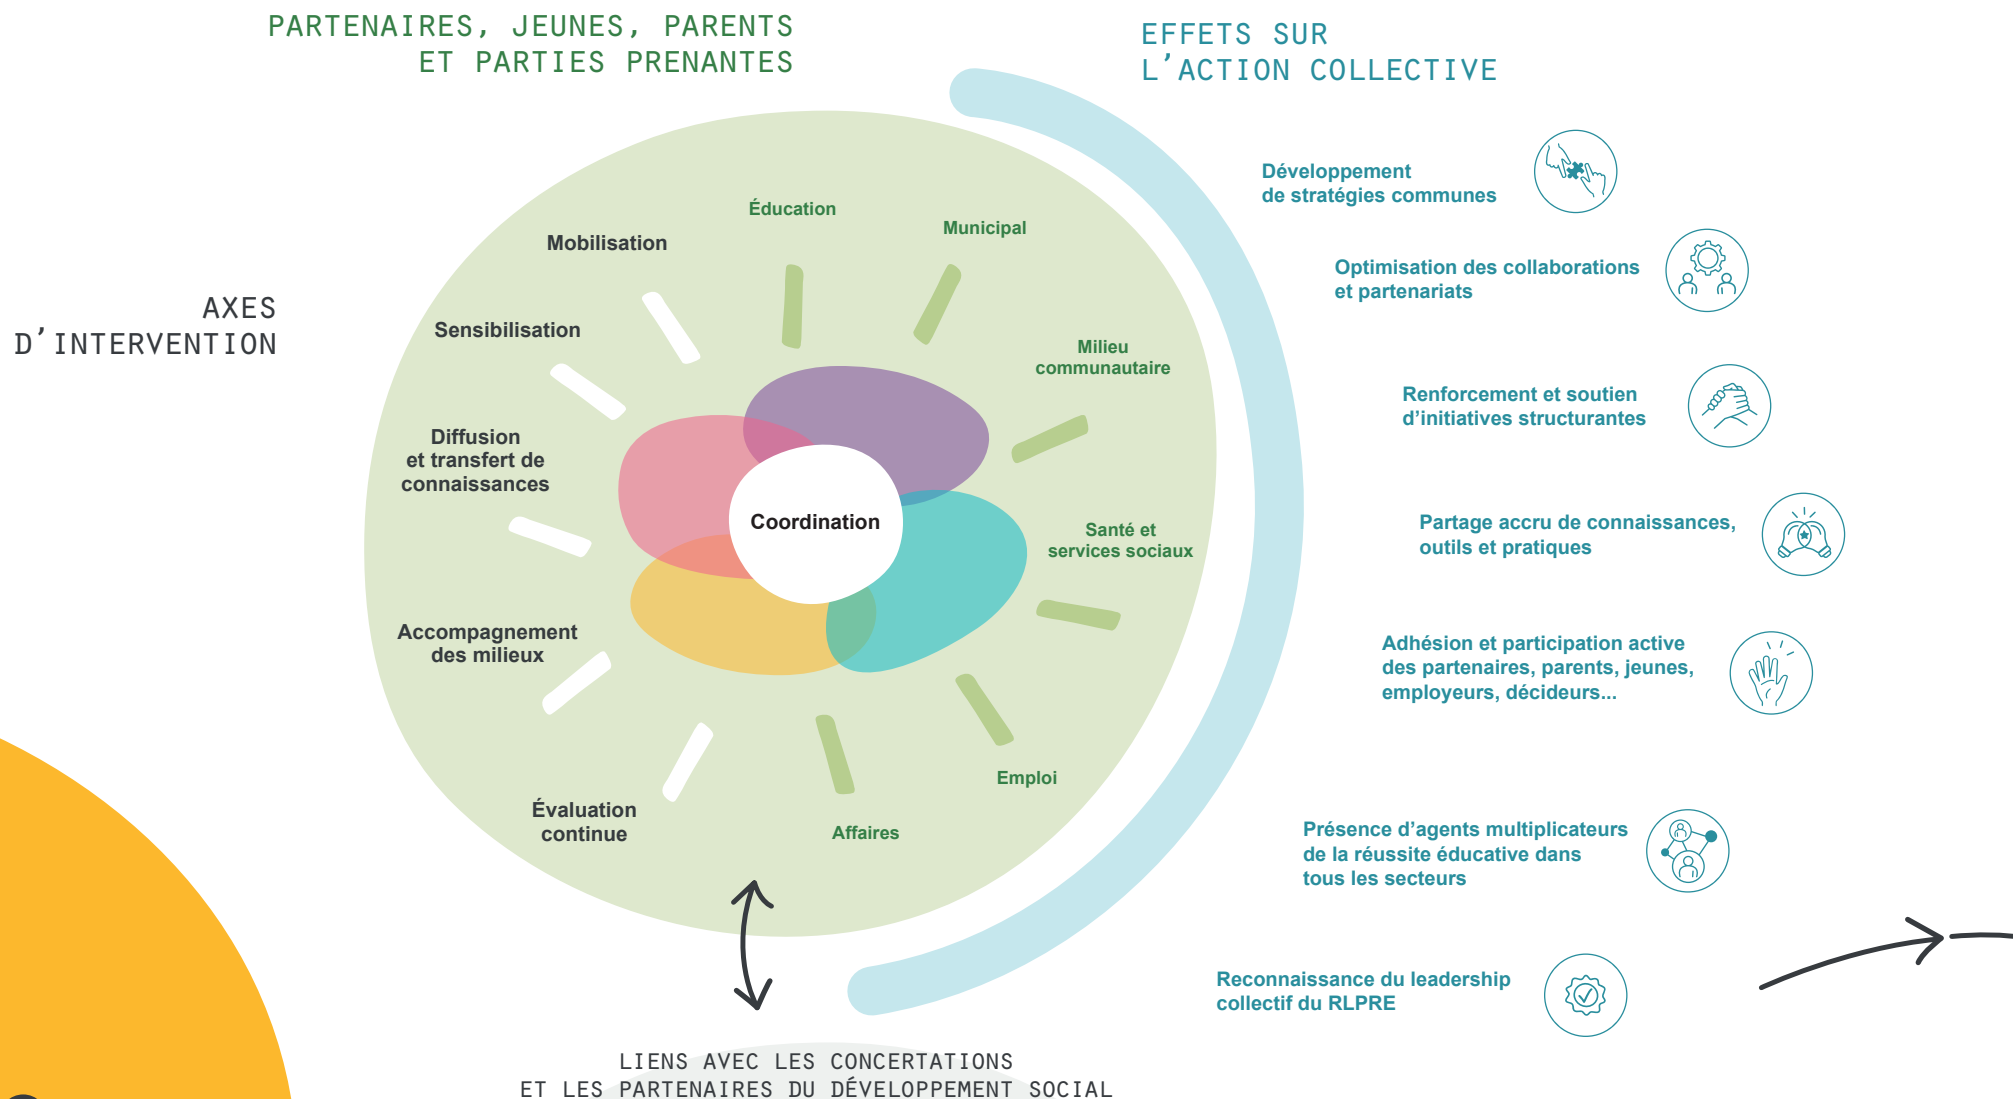 PARTENAIRES, JEUNES, PARENTS
ET PARTIES PRENANTES
EFFETS SUR
L'ACTION COLLECTIVE
AXES
D'INTERVENTION
Mobilisation
Sensibilisation
Diffusion
et transfert de
connaissances
Accompagnement
des milieux
Évaluation
continue
Éducation
Municipal
Milieu
communautaire
Santé et
services sociaux
Emploi
Affaires
Coordination
Développement
de stratégies communes
Optimisation des collaborations
et partenariats
Renforcement et soutien
d'initiatives structurantes
Partage accru de connaissances,
outils et pratiques
Adhésion et participation active
des partenaires, parents, jeunes,
employeurs, décideurs...
Présence d'agents multiplicateurs
de la réussite éducative dans
tous les secteurs
Reconnaissance du leadership
collectif du RLPRE
LIENS AVEC LES CONCERTATIONS
ET LES PARTENAIRES DU DÉVELOPPEMENT SOCIAL